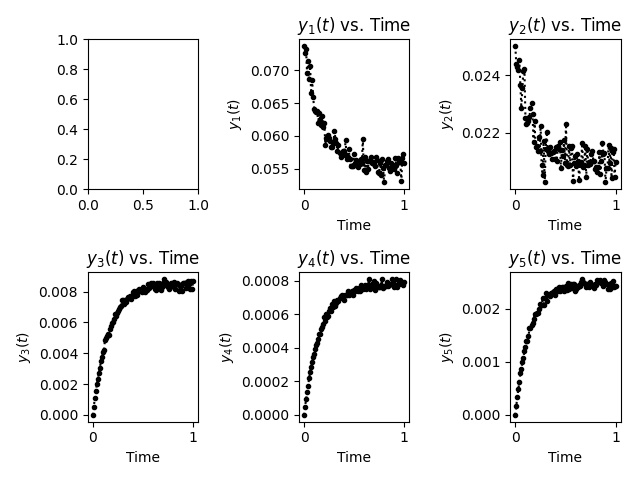 y₁(t) vs. Time
y₂(t) vs. Time
1.0
0.8
0.6
0.4
0.2
0.0
0.0 0.5 1.0
y₁(t)
0.070
0.065
0.060
0.055
0 1
Time
y₂(t)
0.024
0.022
0 1
Time
y₃(t) vs. Time
y₄(t) vs. Time
y₅(t) vs. Time
y₃(t)
0.008
0.006
0.004
0.002
0.000
0 1
Time
y₄(t)
0.0008
0.0006
0.0004
0.0002
0.0000
0 1
Time
y₅(t)
0.002
0.001
0.000
0 1
Time